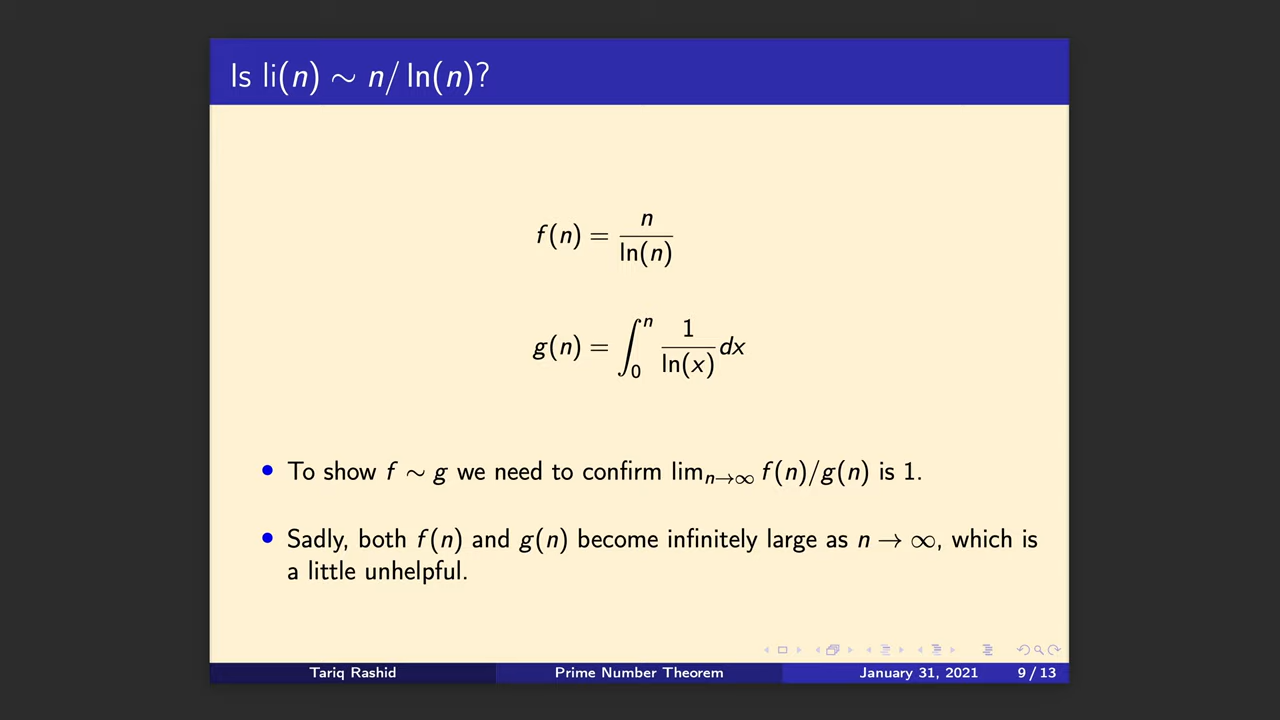 Is li(n) ∼ n/ ln(n)?
f(n) = n/ln(n)
g(n) = ∫₀ⁿ 1/ln(x) dx
• To show f ∼ g we need to confirm limₙ→∞ f(n)/g(n) is 1.
• Sadly, both f(n) and g(n) become infinitely large as n → ∞, which is
a little unhelpful.
Tariq Rashid Prime Number Theorem January 31, 2021 9 / 13